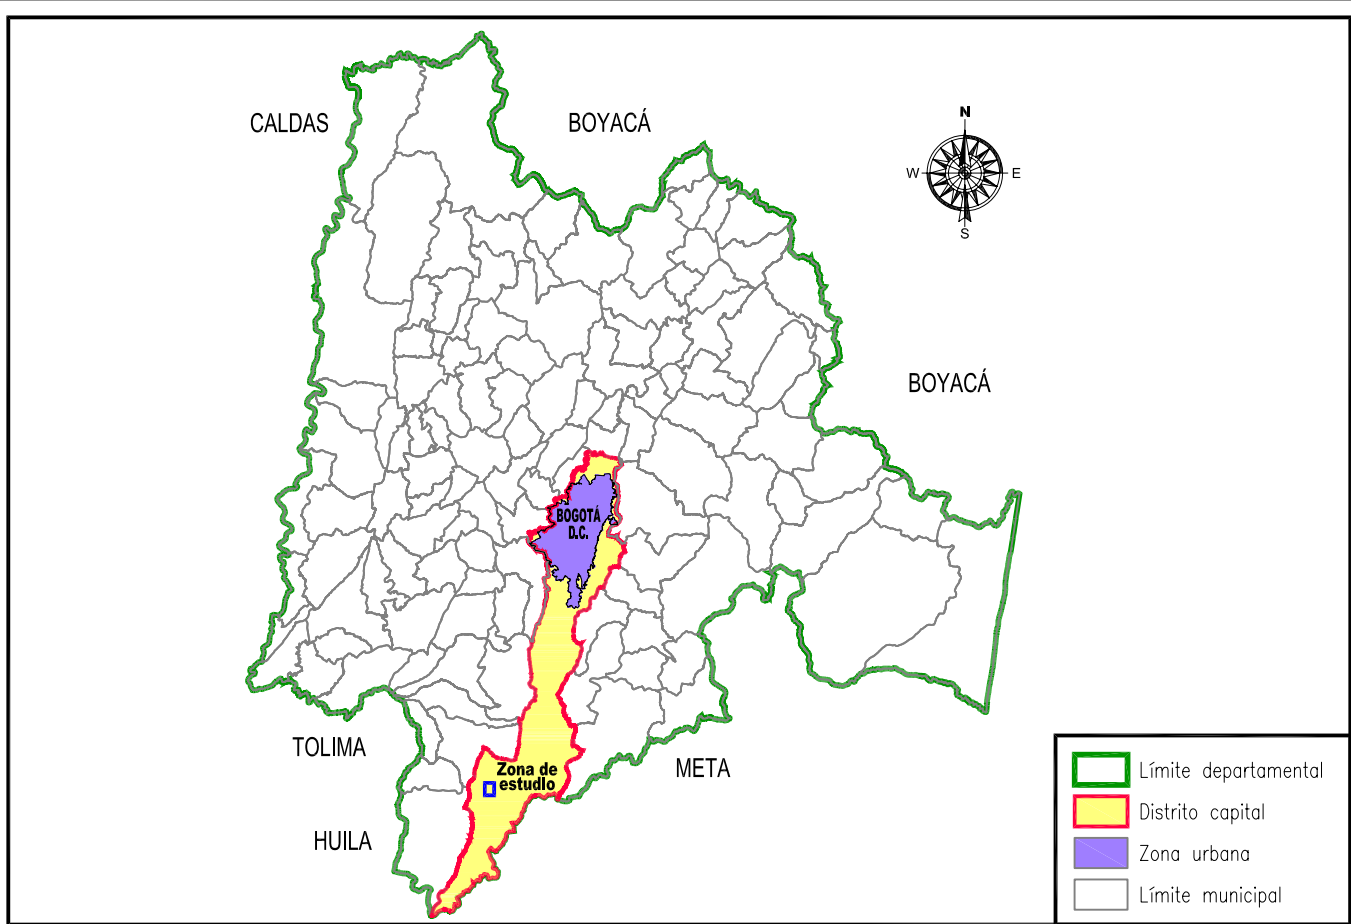 CALDAS
BOYACÁ
N
W
E
S
BOYACÁ
BOGOTÁ
D.C.
TOLIMA
Zona de
estudio
META
HUILA
Límite departamental
Distrito capital
Zona urbana
Límite municipal